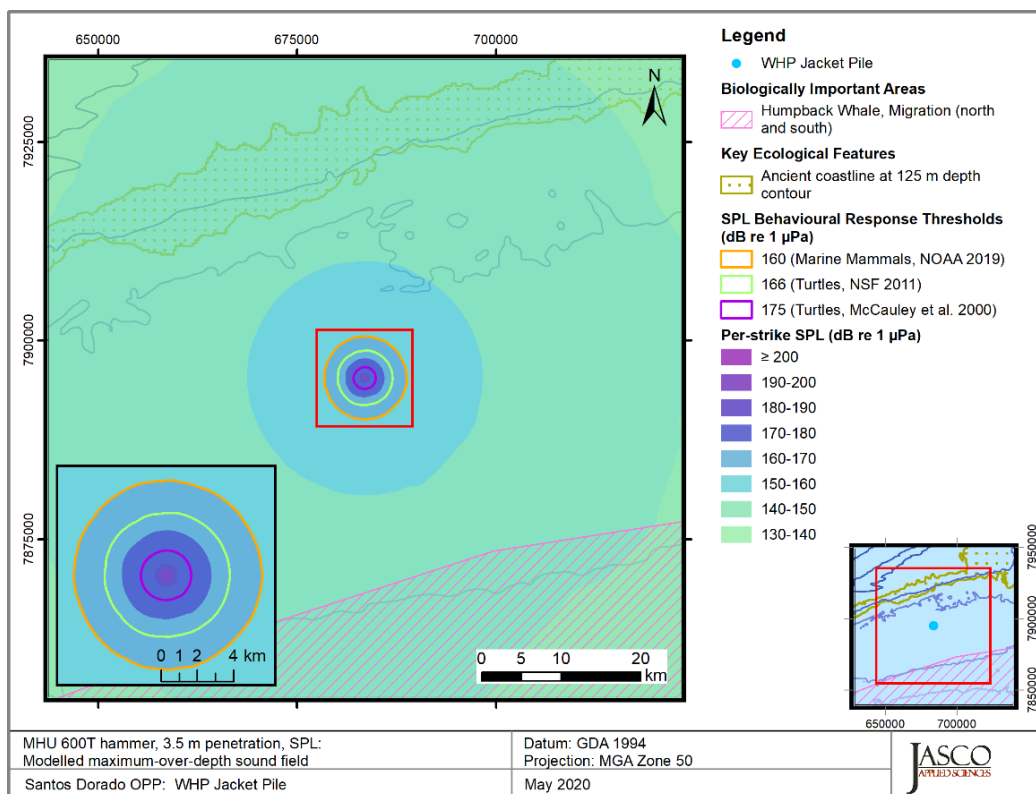 650000
675000
700000
7925000
7900000
7875000
N
0 1 2 4 km
0 5 10 20
km
Legend
WHP Jacket Pile
Biologically Important Areas
Humpback Whale, Migration (north
and south)
Key Ecological Features
Ancient coastline at 125 m depth
contour
SPL Behavioural Response Thresholds
(dB re 1 µPa)
160 (Marine Mammals, NOAA 2019)
166 (Turtles, NSF 2011)
175 (Turtles, McCauley et al. 2000)
Per-strike SPL (dB re 1 µPa)
≥ 200
190-200
180-190
170-180
160-170
150-160
140-150
130-140
7950000
7900000
7850000
650000
700000
MHU 600T hammer, 3.5 m penetration, SPL:
Modelled maximum-over-depth sound field
Santos Dorado OPP: WHP Jacket Pile
Datum: GDA 1994
Projection: MGA Zone 50
May 2020
JASCO
APPLIED SCIENCES